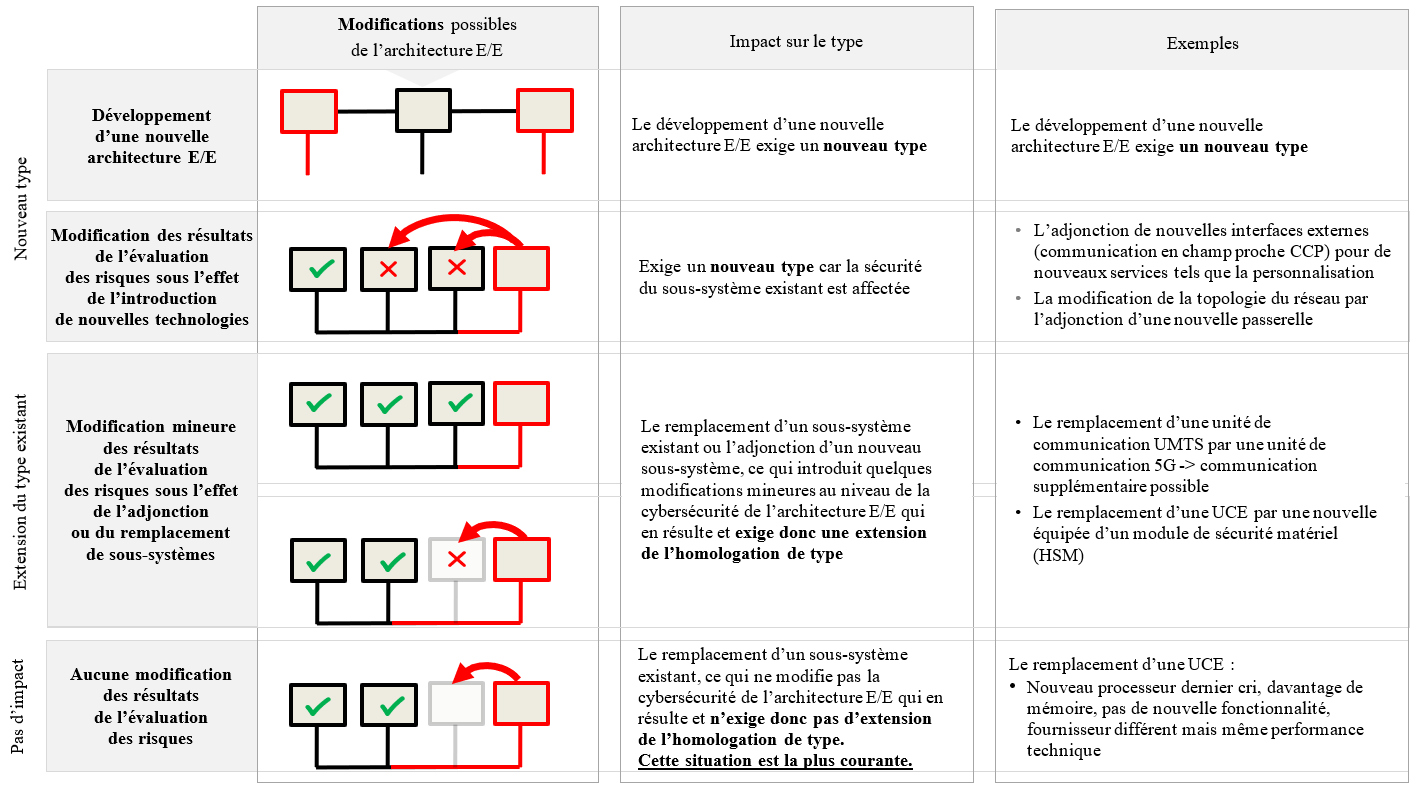 Modifications possibles
de l’architecture E/E
Impact sur le type
Exemples
Nouveau type
Développement
d’une nouvelle
architecture E/E
Le développement d’une nouvelle
architecture E/E exige un nouveau type
Le développement d’une nouvelle
architecture E/E exige un nouveau type
Modification des résultats
de l’évaluation
des risques sous l’effet
de l’introduction
de nouvelles technologies
Exige un nouveau type car la sécurité
du sous-système existant est affectée
• L’adjonction de nouvelles interfaces externes
(communication en champ proche CCP) pour de
nouveaux services tels que la personnalisation
• La modification de la topologie du réseau par
l’adjonction d’une nouvelle passerelle
Extension du type existant
Modification mineure
des résultats
de l’évaluation
des risques sous l’effet
de l’adjonction
ou du remplacement
de sous-systèmes
Le remplacement d’un sous-système
existant ou l’adjonction d’un nouveau
sous-système, ce qui introduit quelques
modifications mineures au niveau de la
cybersécurité de l’architecture E/E qui
en résulte et exige donc une extension
de l’homologation de type
• Le remplacement d’une unité de
communication UMTS par une unité de
communication 5G -> communication
supplémentaire possible
• Le remplacement d’une UCE par une nouvelle
équipée d’un module de sécurité matériel
(HSM)
Pas d’impact
Aucune modification
des résultats
de l’évaluation
des risques
Le remplacement d’un sous-système
existant, ce qui ne modifie pas la
cybersécurité de l’architecture E/E qui en
résulte et n’exige donc pas d’extension
de l’homologation de type.
Cette situation est la plus courante.
Le remplacement d’une UCE :
• Nouveau processeur dernier cri, davantage de
mémoire, pas de nouvelle fonctionnalité,
fournisseur différent mais même performance
technique